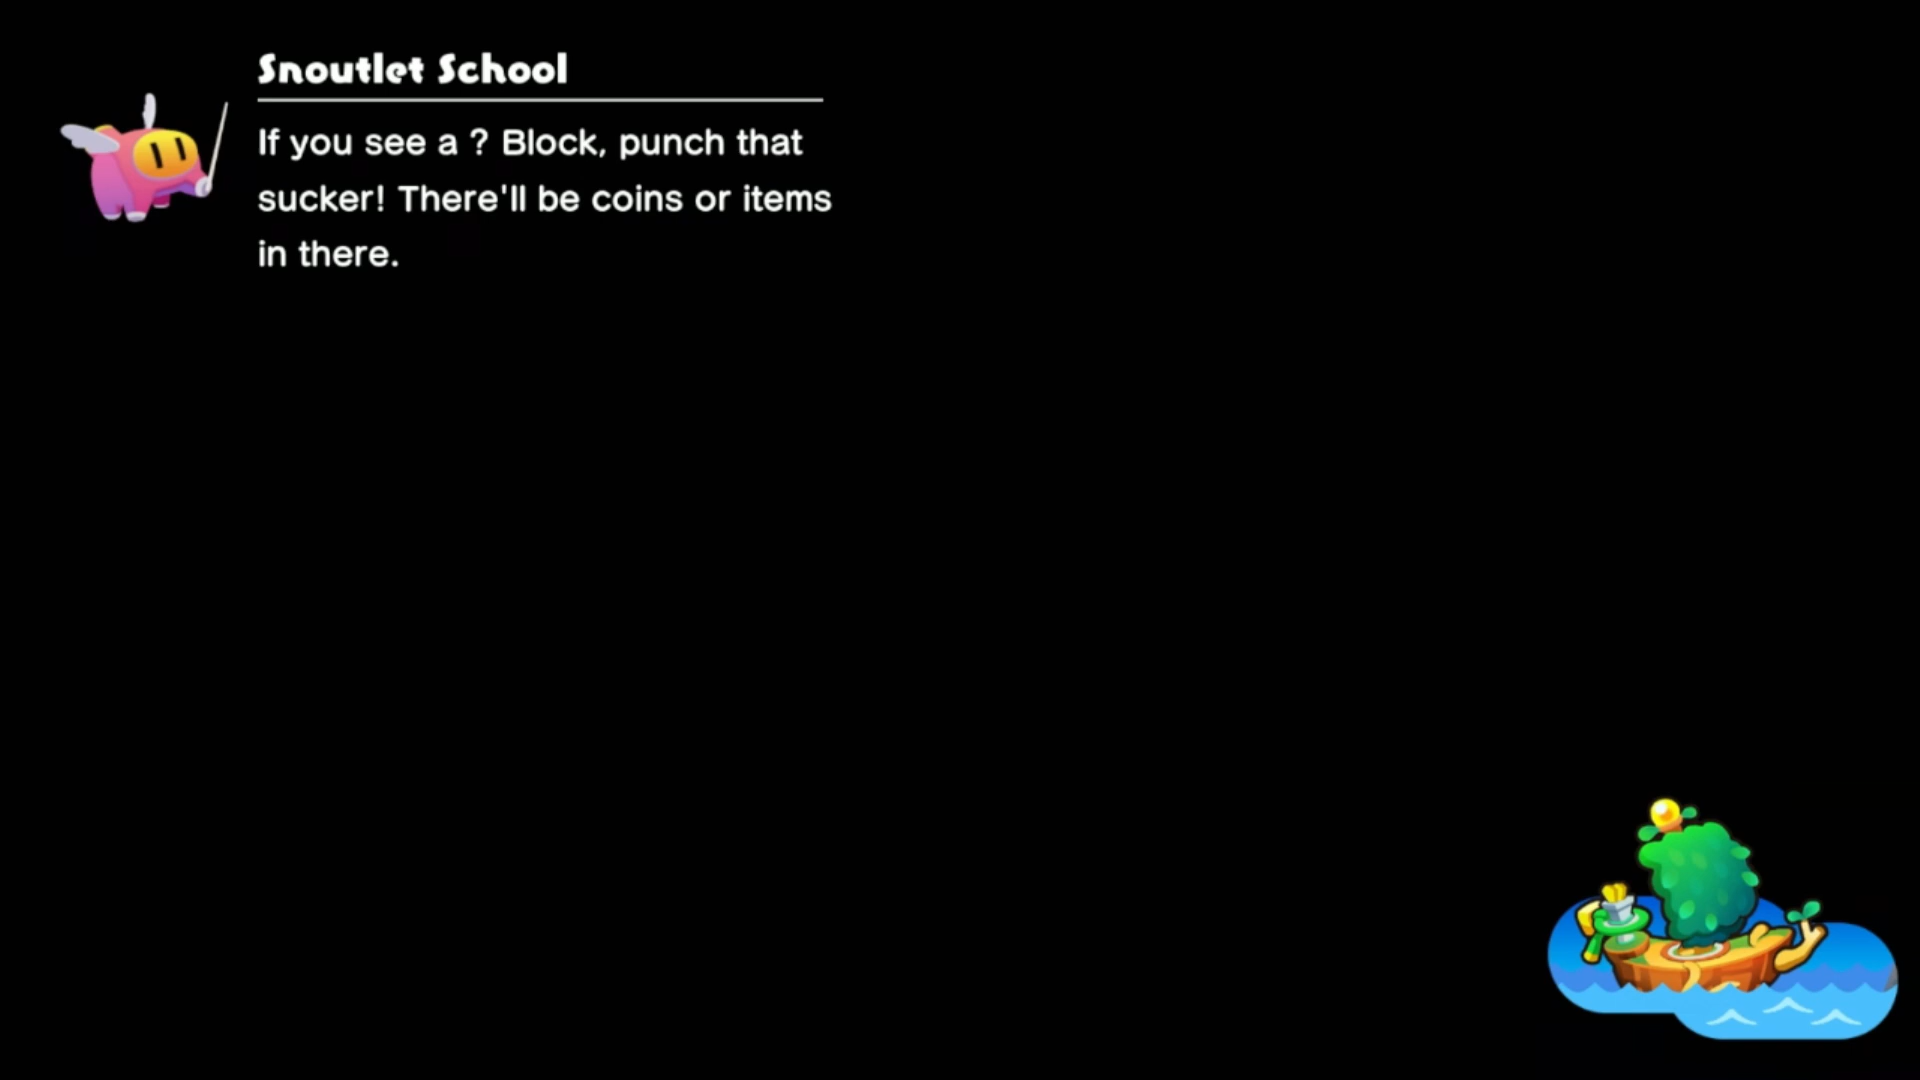 Snoutlet School
If you see a ? Block, punch that
sucker! There'll be coins or items
in there.